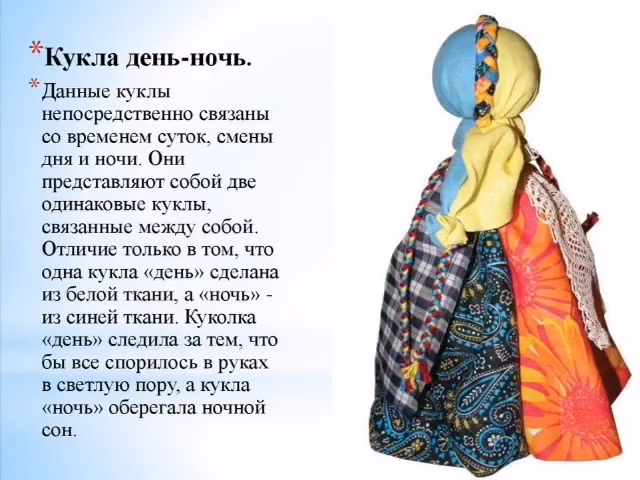 *Кукла день-ночь.
*Данные куклы
непосредственно связаны
со временем суток, смены
дня и ночи. Они
представляют собой две
одинаковые куклы,
связанные между собой.
Отличие только в том, что
одна кукла «день» сделана
из белой ткани, а «ночь» -
из синей ткани. Куколка
«день» следила за тем, что
бы все спорилось в руках
в светлую пору, а кукла
«ночь» оберегала ночной
сон.